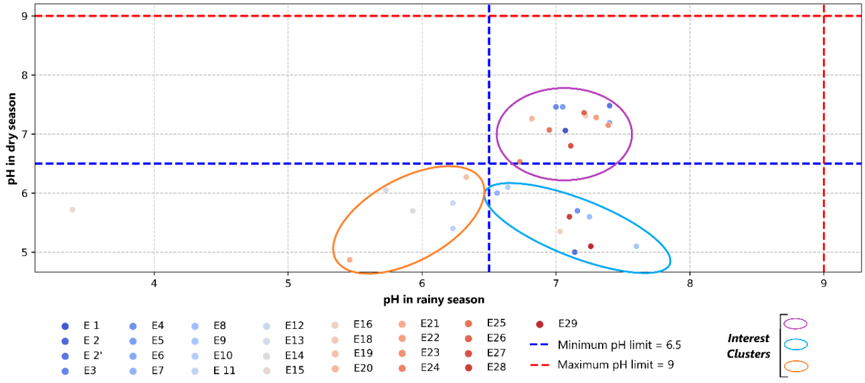 9
8
7
6
5
pH in dry season
4 5 6 7 8 9
pH in rainy season
E 1 E4 E8 E12 E16 E21 E25 E29
E 2 E5 E9 E13 E18 E22 E26 Minimum pH limit = 6.5
E 2' E6 E10 E14 E19 E23 E27 Maximum pH limit = 9
E3 E7 E 11 E15 E20 E24 E28
Interest
Clusters